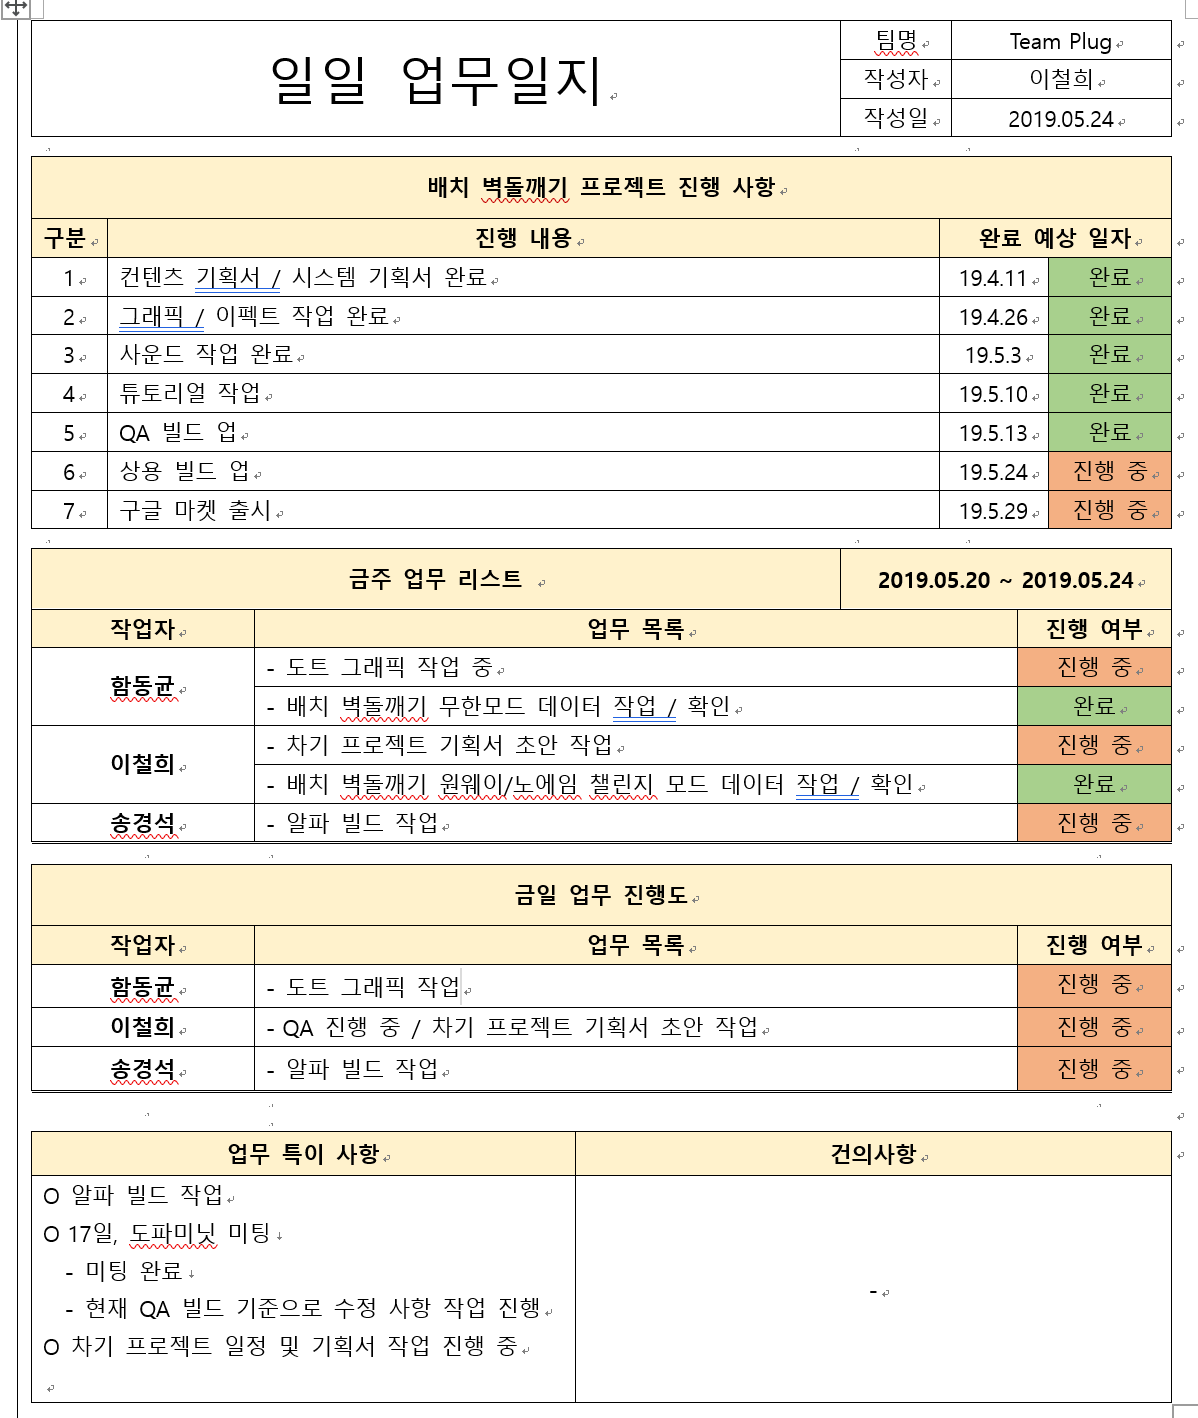 일일 업무일지
팀명 Team Plug
작성자 이철희
작성일 2019.05.24
배치 벽돌깨기 프로젝트 진행 사항
구분 진행 내용 완료 예상 일자
1 컨텐츠 기획서 / 시스템 기획서 완료 19.4.11 완료
2 그래픽 / 이펙트 작업 완료 19.4.26 완료
3 사운드 작업 완료 19.5.3 완료
4 튜토리얼 작업 19.5.10 완료
5 QA 빌드 업 19.5.13 완료
6 상용 빌드 업 19.5.24 진행 중
7 구글 마켓 출시 19.5.29 진행 중
금주 업무 리스트 2019.05.20 ~ 2019.05.24
작업자 업무 목록 진행 여부
함동균
- 도트 그래픽 작업 중 진행 중
- 배치 벽돌깨기 무한모드 데이터 작업 / 확인 완료
이철희
- 차기 프로젝트 기획서 초안 작업 진행 중
- 배치 벽돌깨기 원웨이/노에임 챌린지 모드 데이터 작업 / 확인 완료
송경석 - 알파 빌드 작업 진행 중
금일 업무 진행도
작업자 업무 목록 진행 여부
함동균 - 도트 그래픽 작업 진행 중
이철희 - QA 진행 중 / 차기 프로젝트 기획서 초안 작업 진행 중
송경석 - 알파 빌드 작업 진행 중
업무 특이 사항 건의사항
O 알파 빌드 작업
O 17일, 도파미닛 미팅
- 미팅 완료
- 현재 QA 빌드 기준으로 수정 사항 작업 진행
O 차기 프로젝트 일정 및 기획서 작업 진행 중
-